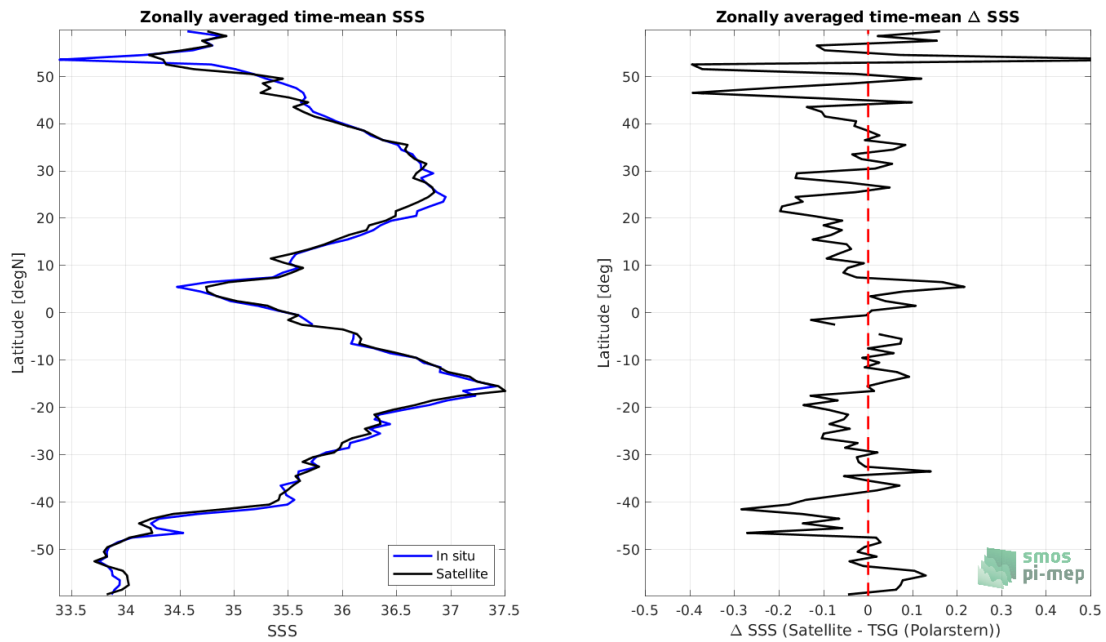 Zonally averaged time-mean SSS
50
40
30
20
10
0
-10
-20
-30
-40
-50
Latitude [degN]
33.5 34 34.5 35 35.5 36 36.5 37 37.5
SSS
In situ
Satellite
Zonally averaged time-mean Δ SSS
50
40
30
20
10
0
-10
-20
-30
-40
-50
Latitude [deg]
-0.5 -0.4 -0.3 -0.2 -0.1 0 0.1 0.2 0.3 0.4 0.5
Δ SSS (Satellite - TSG (Polarstern))
smos
pi-mep